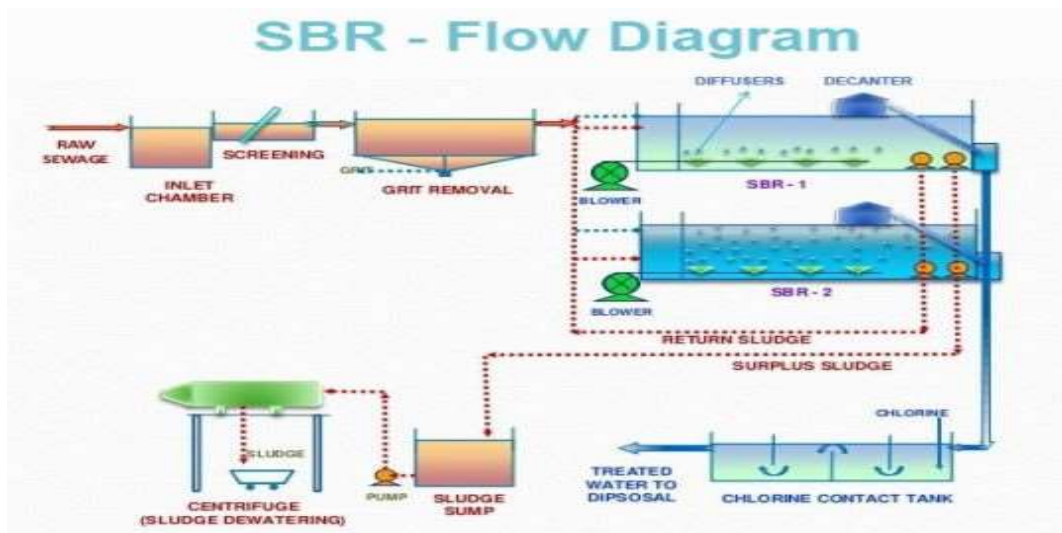 SBR - Flow Diagram
DIFFUSERS
DECANTER
RAW
SEWAGE
SCREENING
INLET
CHAMBER
GRIT
GRIT REMOVAL
BLOWER
SBR - 1
BLOWER
SBR - 2
RETURN SLUDGE
SURPLUS SLUDGE
CHLORINE
SLUDGE
PUMP
SLUDGE
SUMP
CENTRIFUGE
(SLUDGE DEWATERING)
TREATED
WATER TO
DIPSOSAL
CHLORINE CONTACT TANK